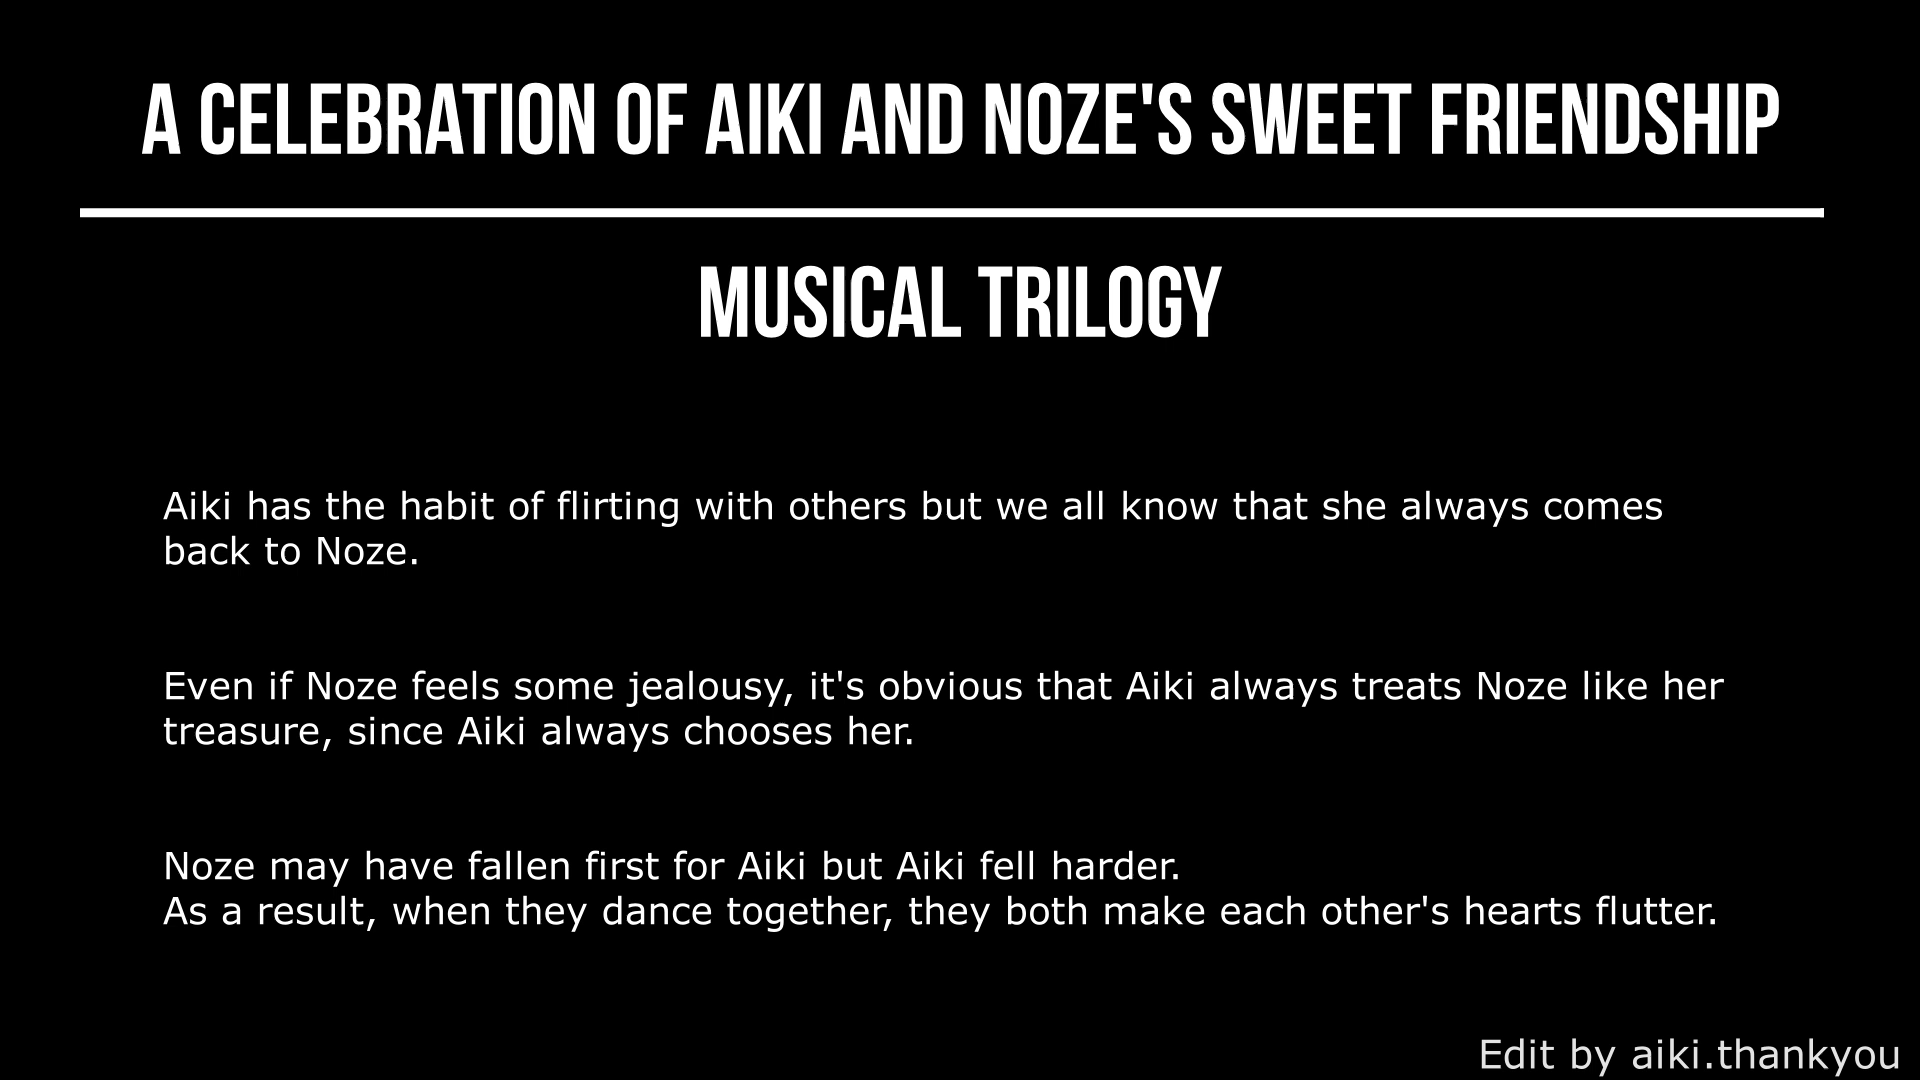 A CELEBRATION OF AIKI AND NOZE'S SWEET FRIENDSHIP
MUSICAL TRILOGY
Aiki has the habit of flirting with others but we all know that she always comes
back to Noze.
Even if Noze feels some jealousy, it's obvious that Aiki always treats Noze like her
treasure, since Aiki always chooses her.
Noze may have fallen first for Aiki but Aiki fell harder.
As a result, when they dance together, they both make each other's hearts flutter.
Edit by aiki.thankyou